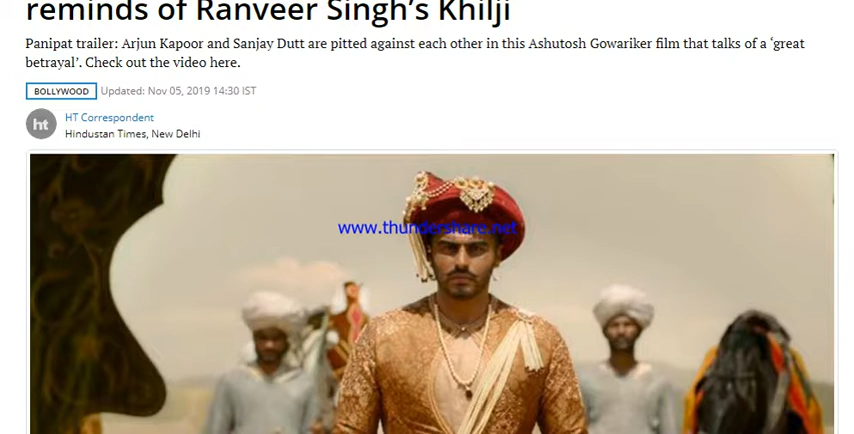 reminds of Ranveer Singh’s Khilji
Panipat trailer: Arjun Kapoor and Sanjay Dutt are pitted against each other in this Ashutosh Gowariker film that talks of a ‘great
betrayal’. Check out the video here.
BOLLYWOOD Updated: Nov 05, 2019 14:30 IST
ht
HT Correspondent
Hindustan Times, New Delhi
www.thundershare.net